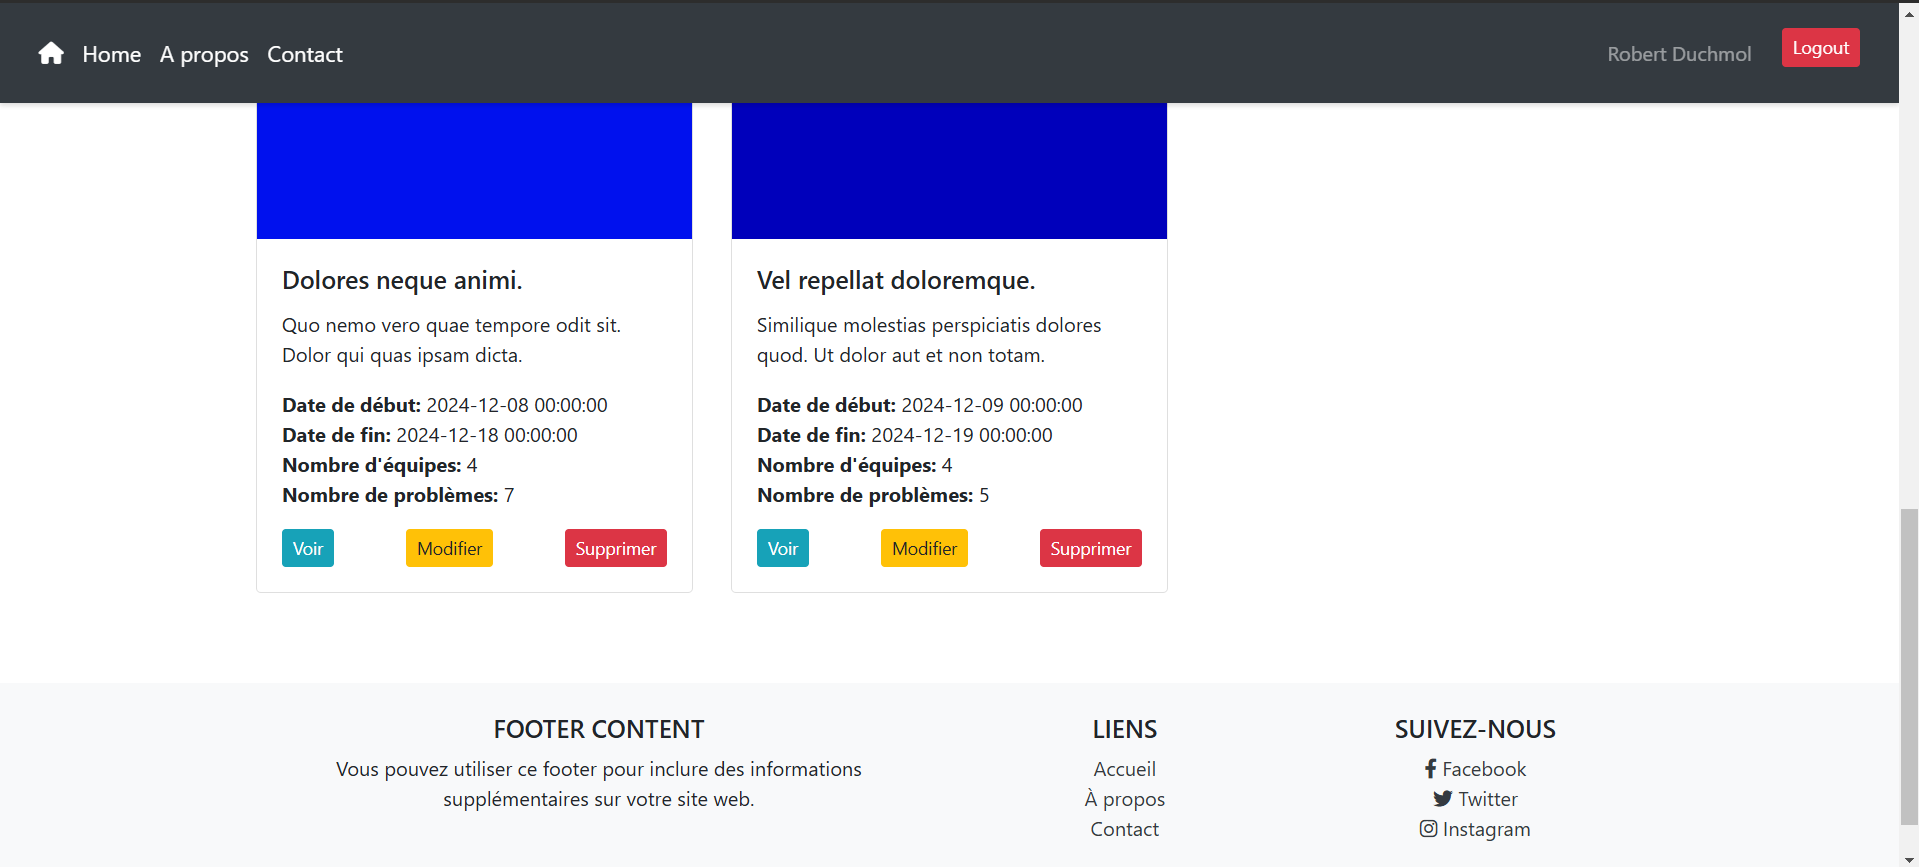 Home A propos Contact Robert Duchmol Logout
Dolores neque animi.
Quo nemo vero quae tempore odit sit.
Dolor qui quas ipsam dicta.
Date de début: 2024-12-08 00:00:00
Date de fin: 2024-12-18 00:00:00
Nombre d'équipes: 4
Nombre de problèmes: 7
Voir Modifier Supprimer
Vel repellat doloremque.
Similique molestias perspiciatis dolores
quod. Ut dolor aut et non totam.
Date de début: 2024-12-09 00:00:00
Date de fin: 2024-12-19 00:00:00
Nombre d'équipes: 4
Nombre de problèmes: 5
Voir Modifier Supprimer
FOOTER CONTENT
Vous pouvez utiliser ce footer pour inclure des informations
supplémentaires sur votre site web.
LIENS
Accueil
À propos
Contact
SUIVEZ-NOUS
Facebook
Twitter
Instagram